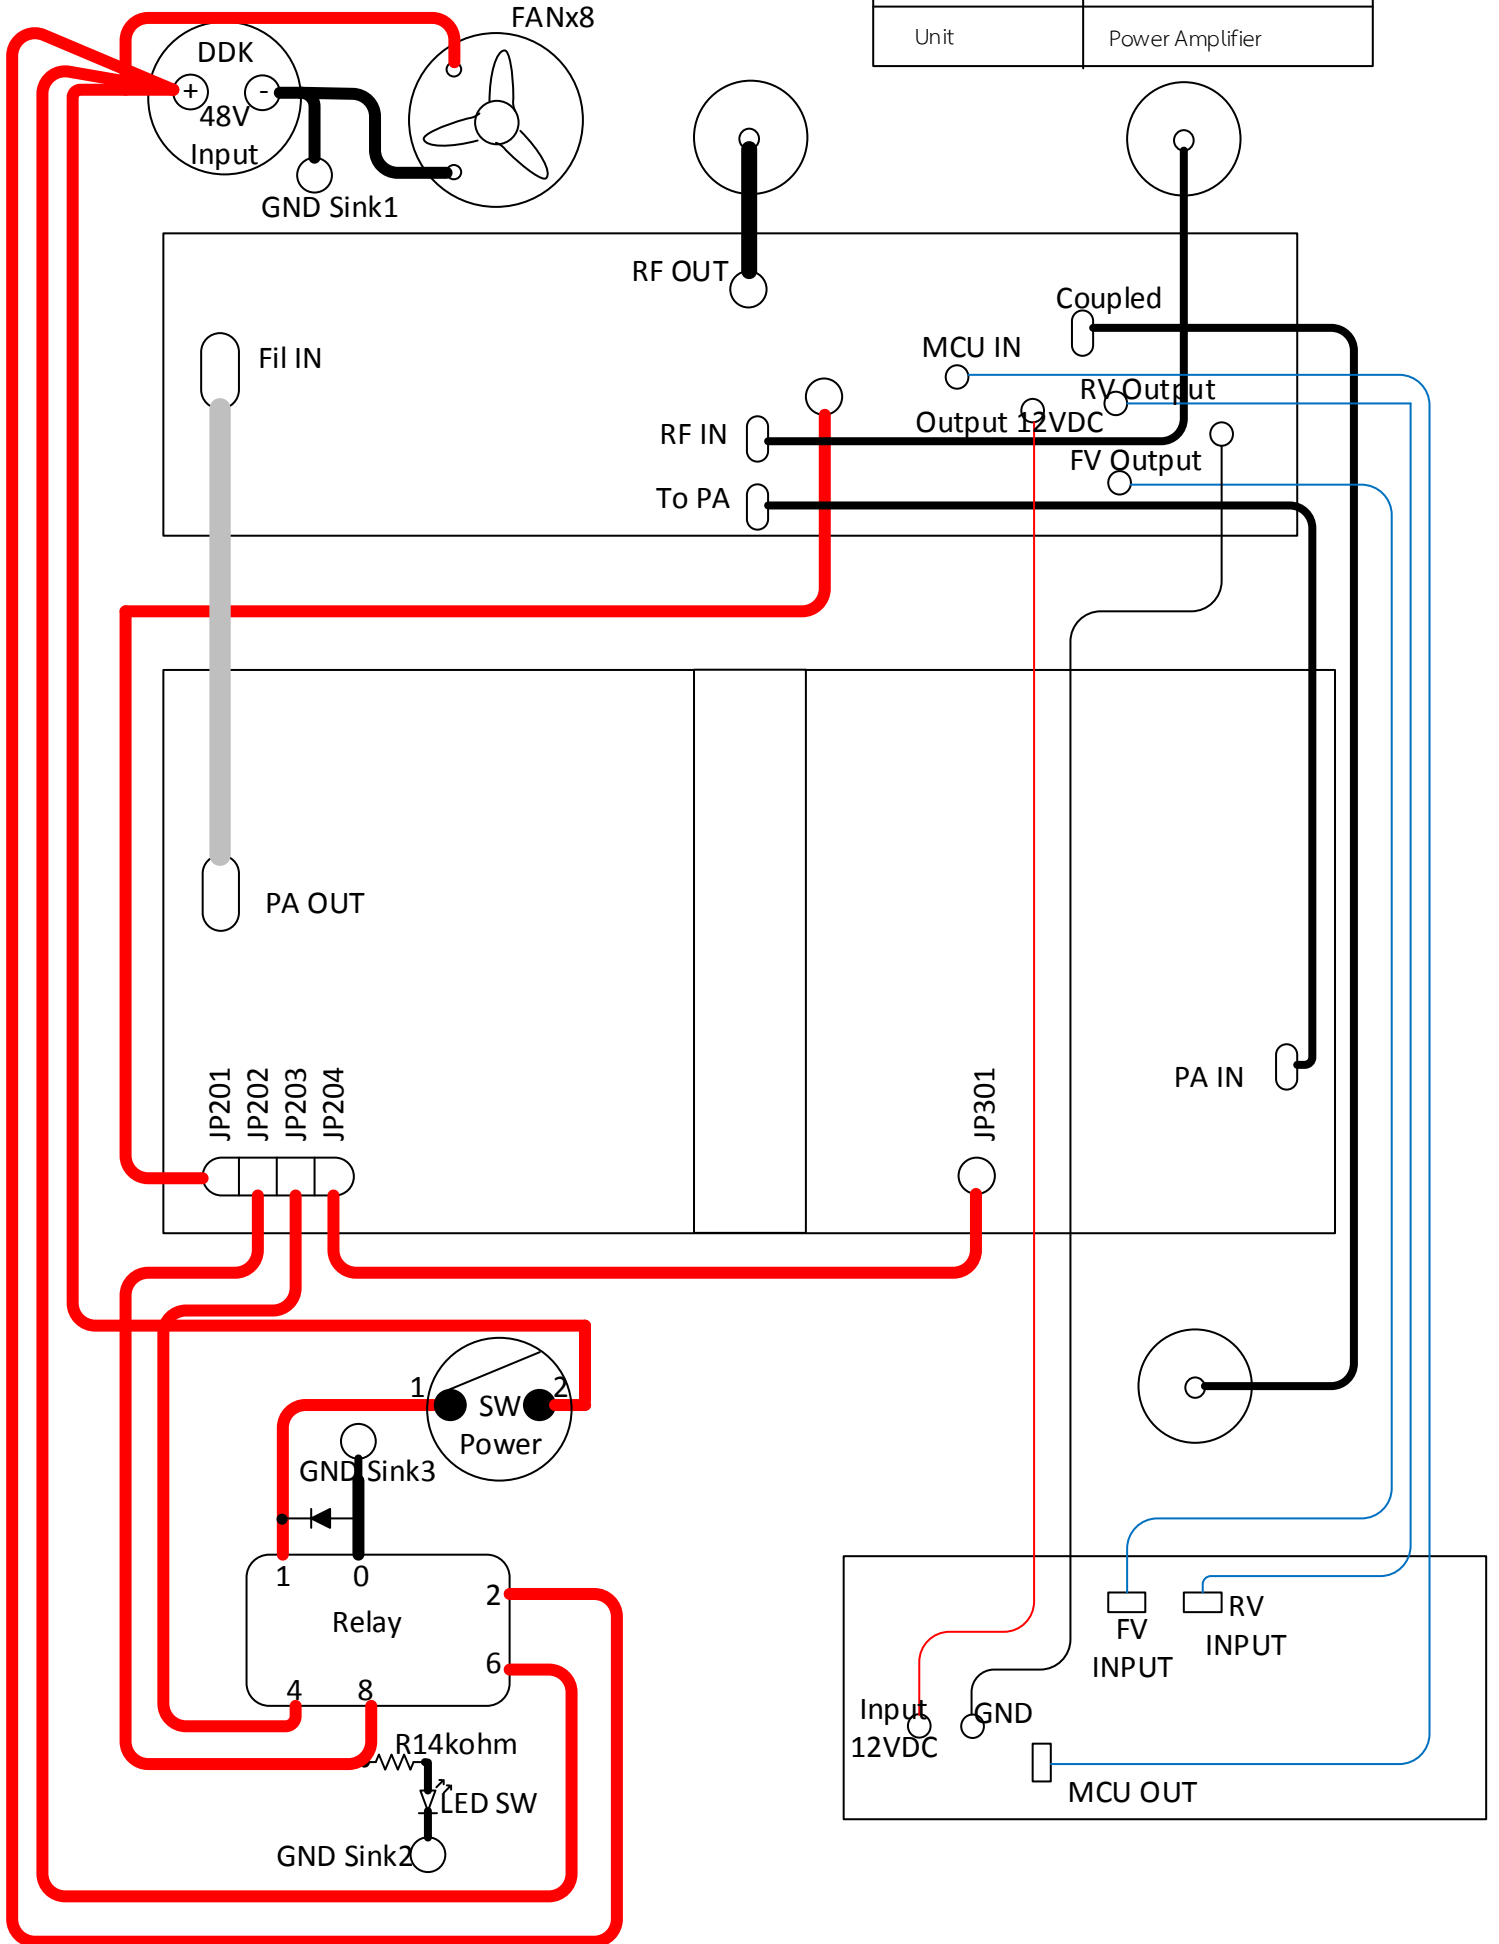 FANx8
Unit
Power Amplifier
DDK
+
-
48V
Input
GND Sink1
RF OUT
Coupled
MCU IN
Fil IN
RV Output
Output 12VDC
RF IN
FV Output
To PA
PA OUT
JP201
JP202
JP203
JP204
JP301
PA IN
1
SW
2
Power
GND Sink3
1
0
2
Relay
6
4
8
R14kohm
LED SW
GND Sink2
FV
INPUT
RV
INPUT
Input
12VDC
GND
MCU OUT